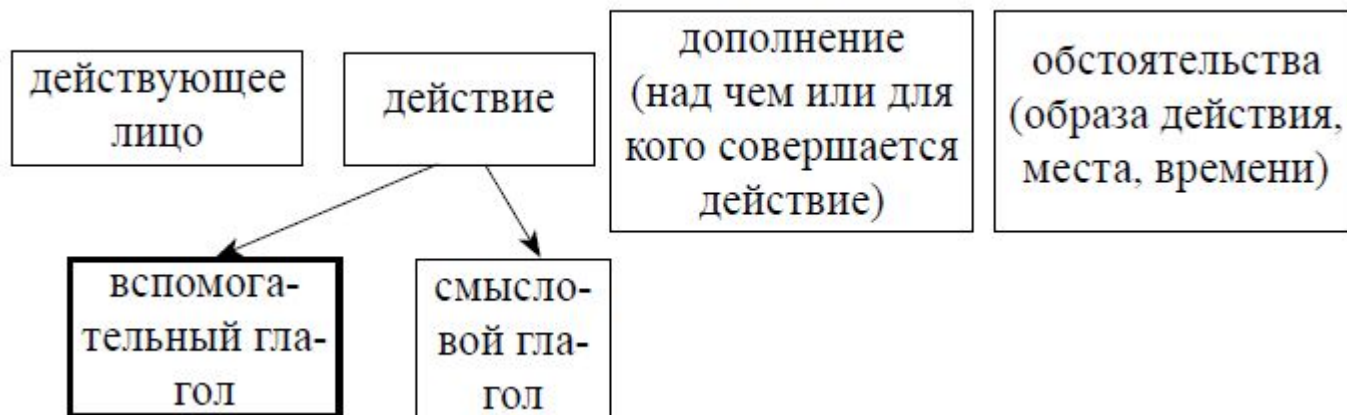 действующее
лицо
действие
дополнение
(над чем или для
кого совершается
действие)
обстоятельства
(образа действия,
места, времени)
вспомога-
тельный гла-
гол
смысло-
вой гла-
гол